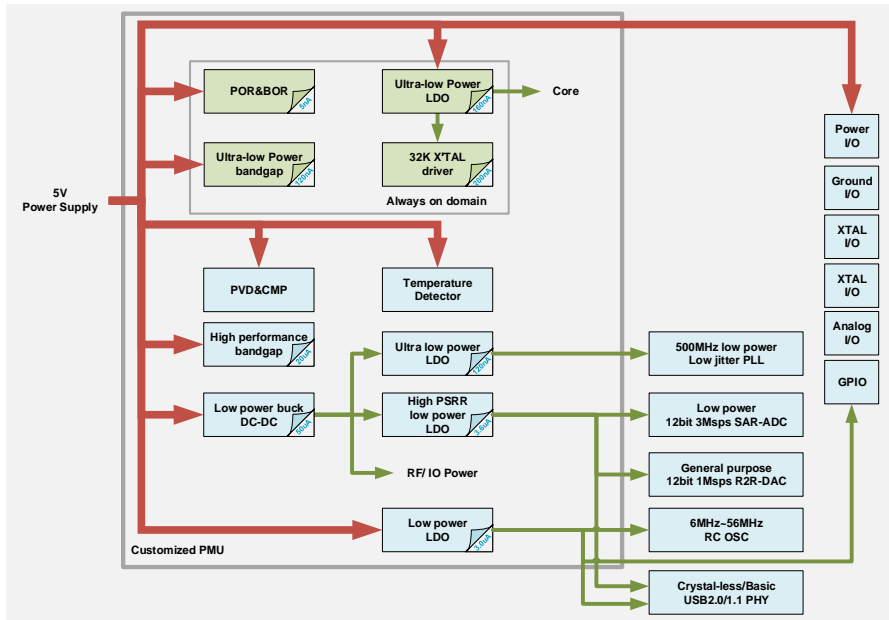 5V
Power Supply
POR&BOR
5nA
Ultra-low Power
LDO
160nA
Core
Ultra-low Power
bandgap
120nA
32K X'TAL
driver
200nA
Always on domain
PVD&CMP
Temperature
Detector
High performance
bandgap
20uA
Ultra low power
LDO
120nA
Low power buck
DC-DC
50uA
High PSRR
low power
LDO
3.6uA
RF/ IO Power
Low power
LDO
3.0uA
Customized PMU
500MHz low power
Low jitter PLL
Low power
12bit 3Msps SAR-ADC
General purpose
12bit 1Msps R2R-DAC
6MHz~56MHz
RC OSC
Crystal-less/Basic
USB2.0/1.1 PHY
Power
I/O
Ground
I/O
XTAL
I/O
XTAL
I/O
Analog
I/O
GPIO